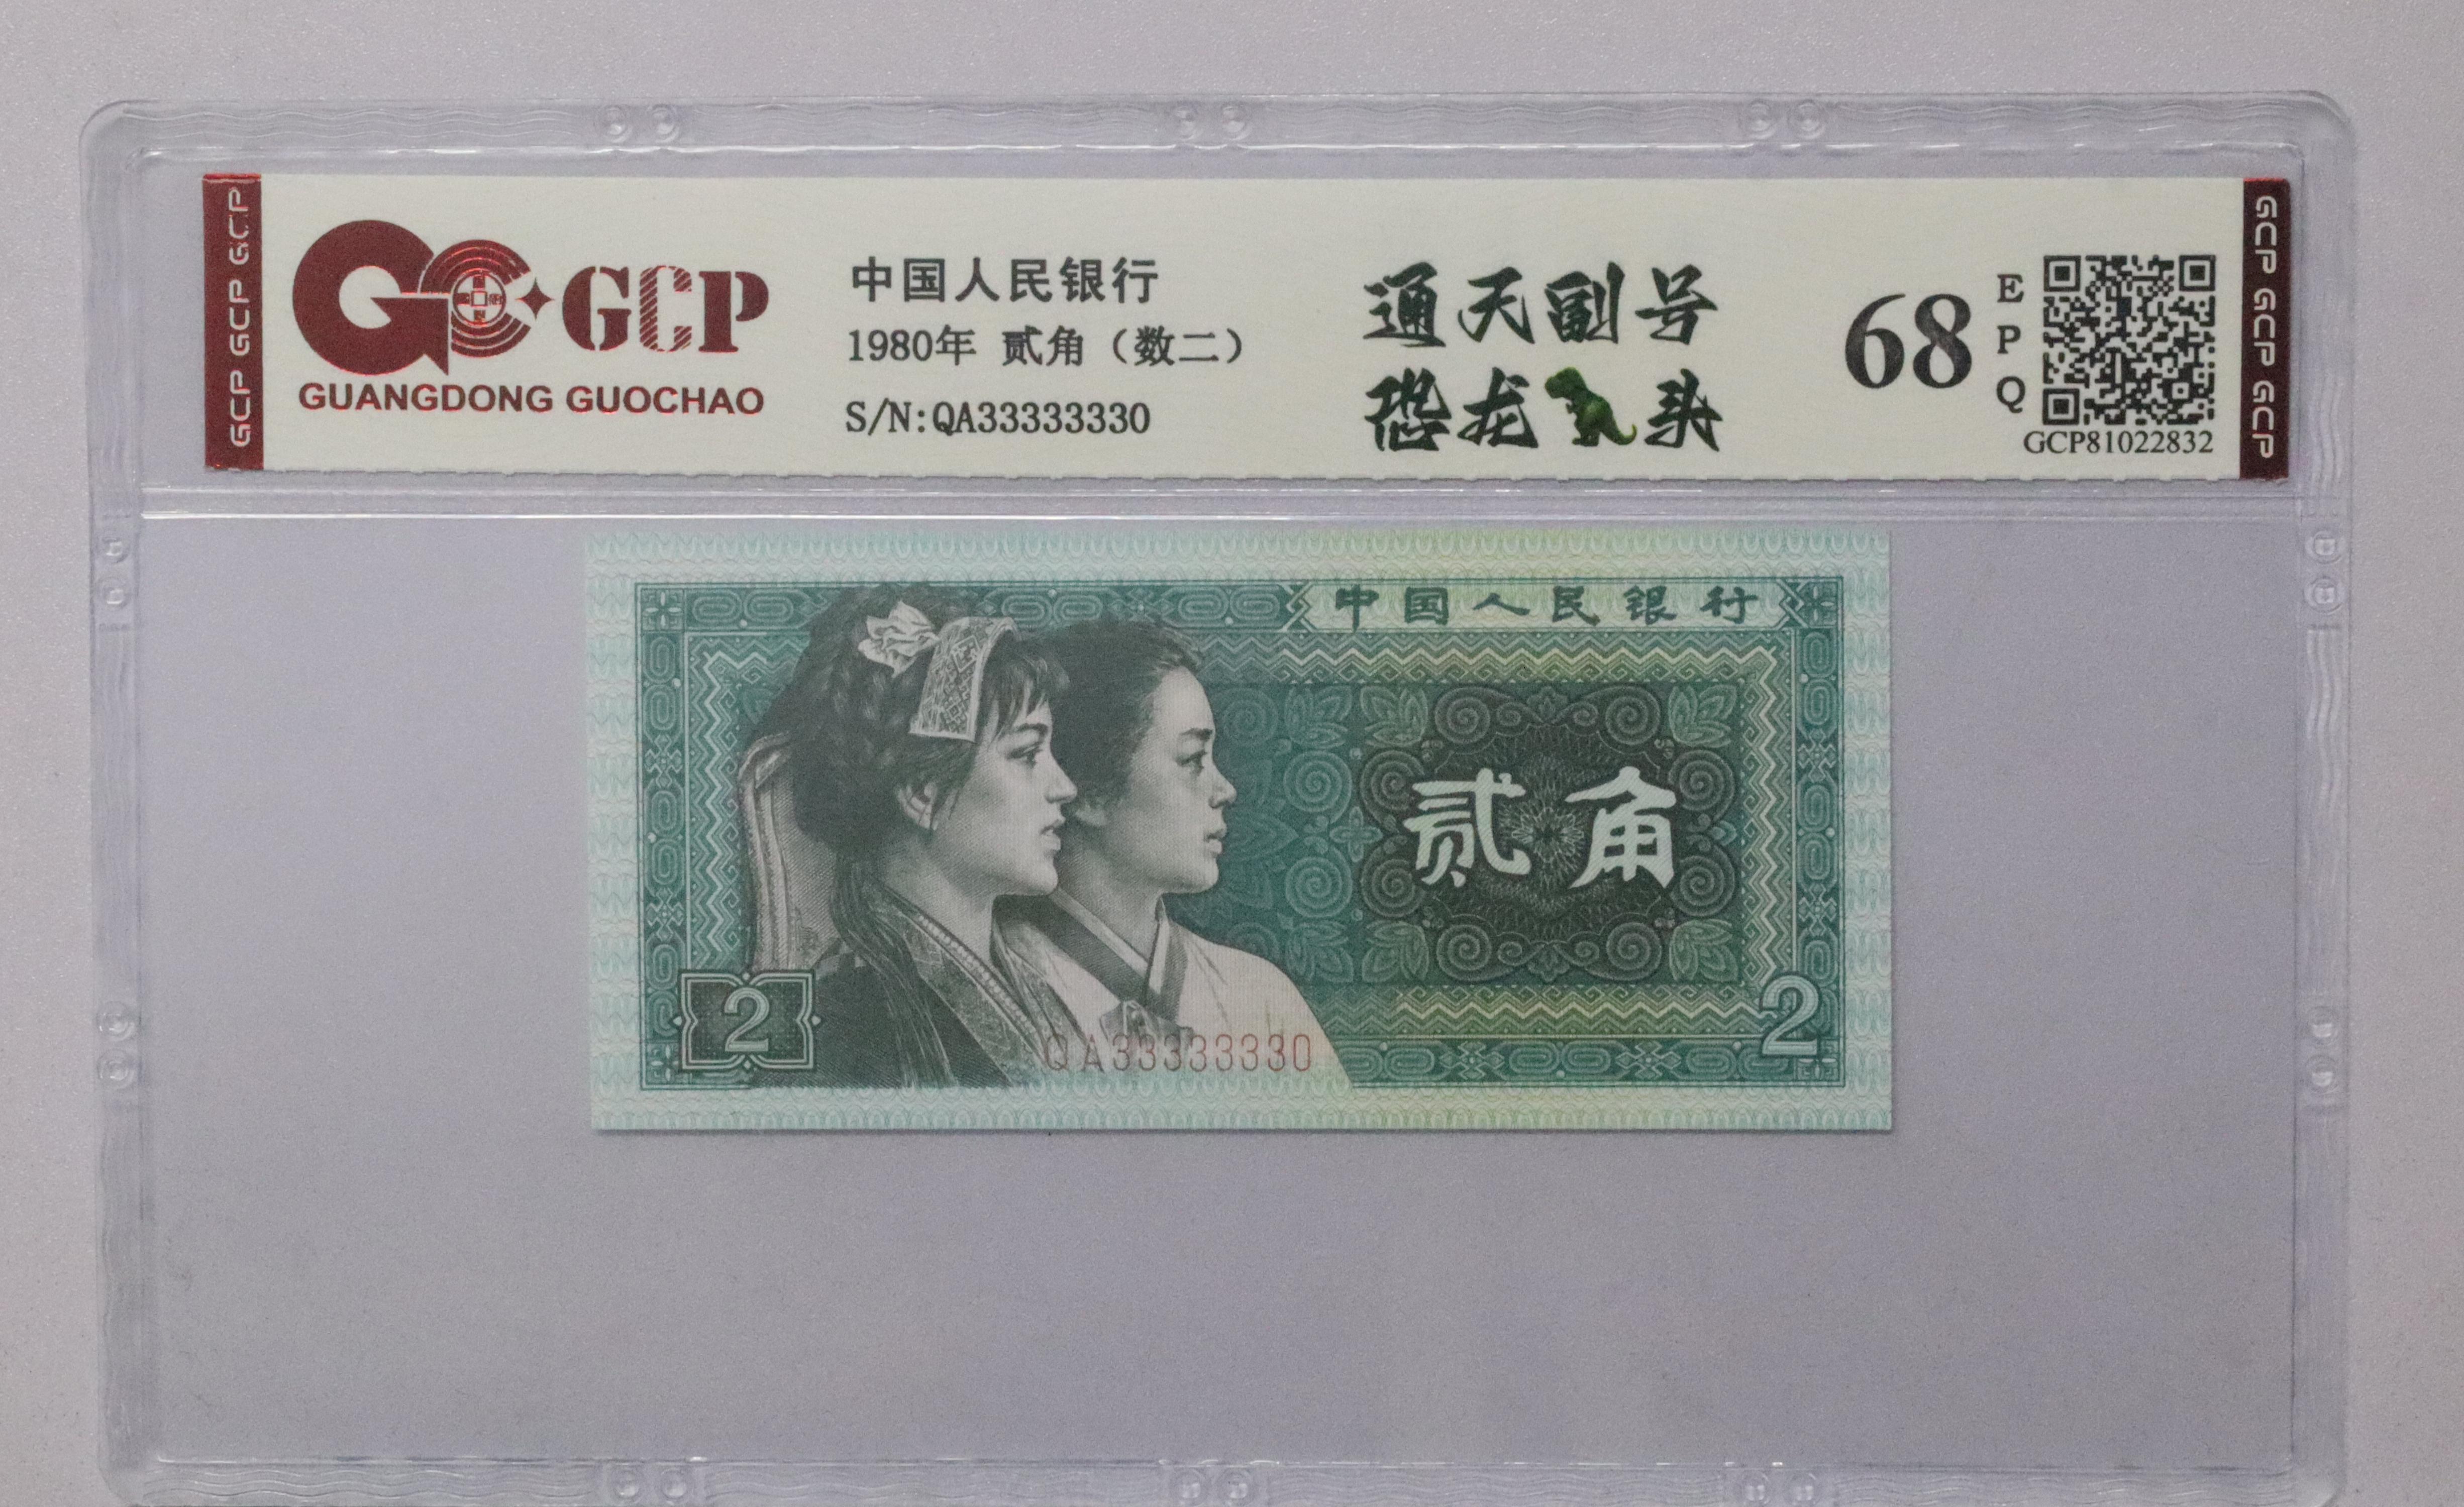 GCP GCP GCP
GCP
GUANGDONG GUOCHAO
中国人民银行
1980年 贰角（数二）
S/N:QA33333330
通天副号
恐龙头
68
EPQ
GCP81022832
GCP GCP GCP
中国人民银行
贰角
2
QA33333330
2